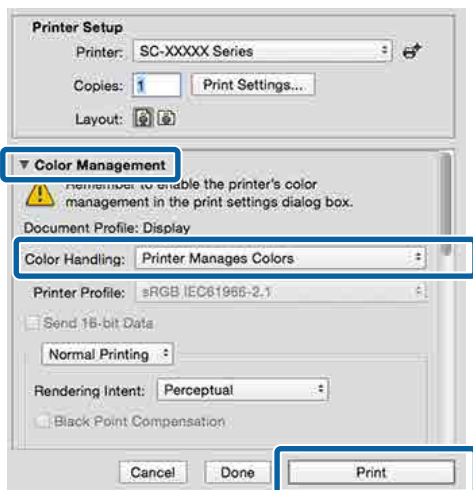 Printer Setup
Printer: SC-XXXXX Series
Copies: 1 Print Settings...
Layout:
▼ Color Management
Remember to enable the printer's color
management in the print settings dialog box.
Document Profile: Display
Color Handling: Printer Manages Colors
Printer Profile: sRGB IEC61966-2.1
Send 16-bit Data
Normal Printing
Rendering Intent: Perceptual
Black Point Compensation
Cancel Done Print